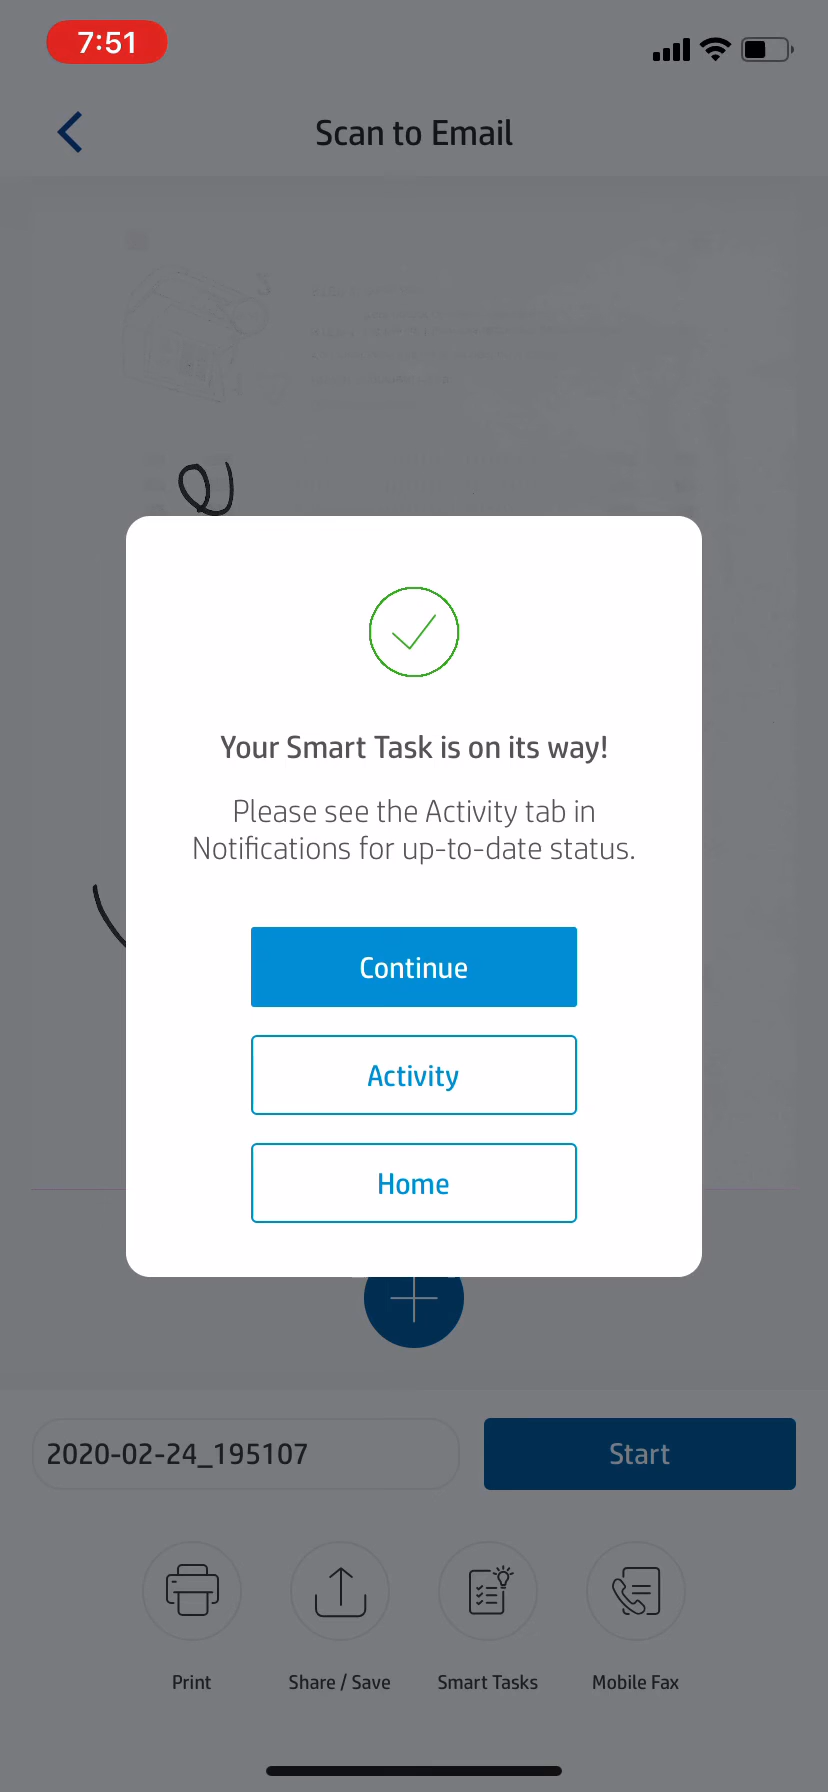 7:51
Scan to Email
Your Smart Task is on its way!
Please see the Activity tab in
Notifications for up-to-date status.
Continue
Activity
Home
2020-02-24_195107
Start
Print
Share / Save
Smart Tasks
Mobile Fax